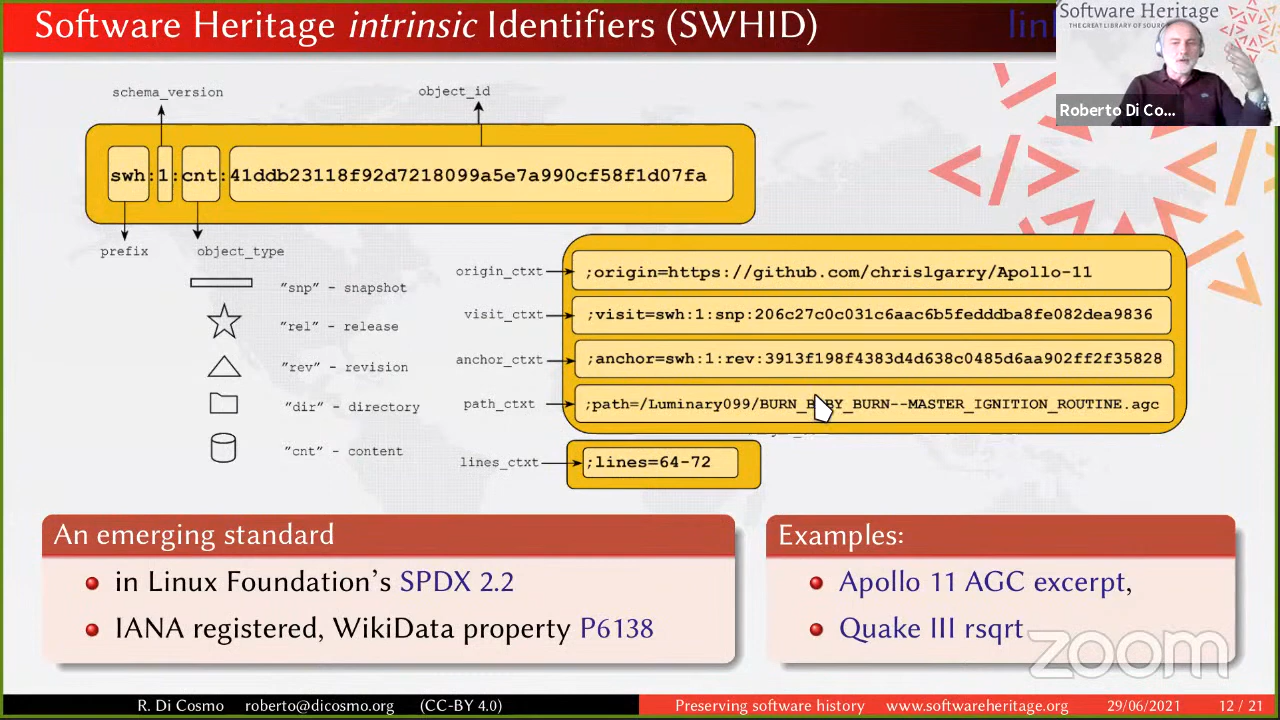 Software Heritage intrinsic Identifiers (SWHID)
Software Heritage
THE GREAT LIBRARY OF
Roberto Di Co...
schema_version
object_id
swh:1:cnt:41ddb23118f92d7218099a5e7a990cf58f1d07fa
prefix
object_type
"snp" - snapshot
"rel" - release
"rev" - revision
"dir" - directory
"cnt" - content
origin_ctxt
;origin=https://github.com/chrislgarry/Apollo-11
visit_ctxt
;visit=swh:1:snp:206c27c0c031c6aac6b5fedddba8fe082dea9836
anchor_ctxt
;anchor=swh:1:rev:3913f198f4383d4d638c0485d6aa902ff2f35828
path_ctxt
;path=/Luminary099/BURN_BABY_BURN--MASTER_IGNITION_ROUTINE.agc
lines_ctxt
;lines=64-72
An emerging standard
in Linux Foundation's SPDX 2.2
IANA registered, WikiData property P6138
Examples:
Apollo 11 AGC excerpt,
Quake III rsqrt
zoom
R. Di Cosmo roberto@dicosmo.org (CC-BY 4.0)
Preserving software history www.softwareheritage.org 29/06/2021 12 / 21